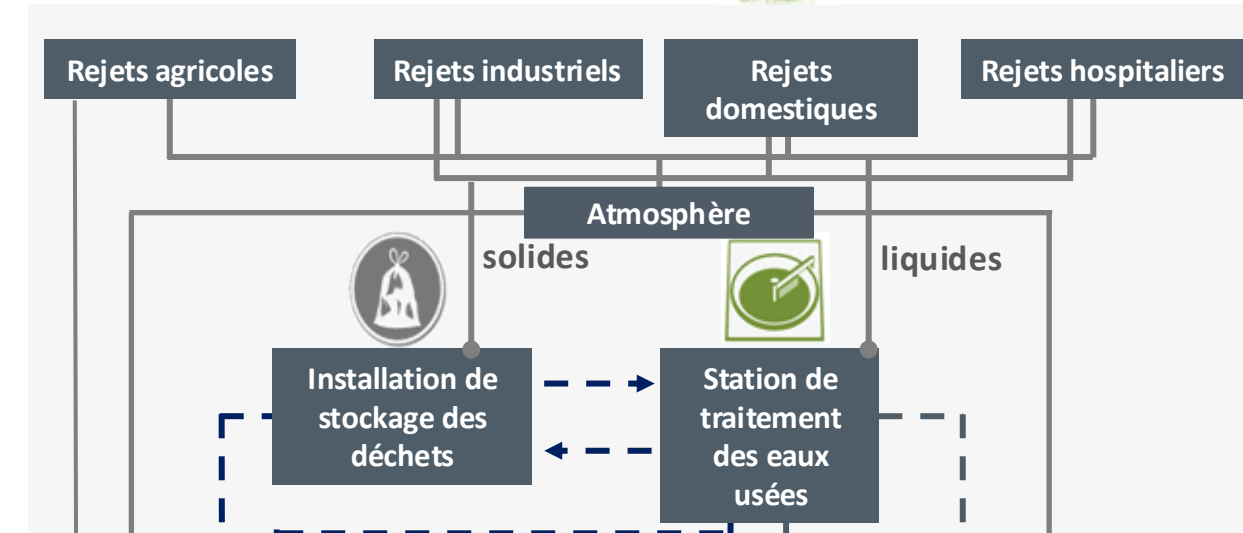 Rejets agricoles
Rejets industriels
Rejets
domestiques
Rejets hospitaliers
Atmosphère
solides
liquides
Installation de
stockage des
déchets
Station de
traitement
des eaux
usées